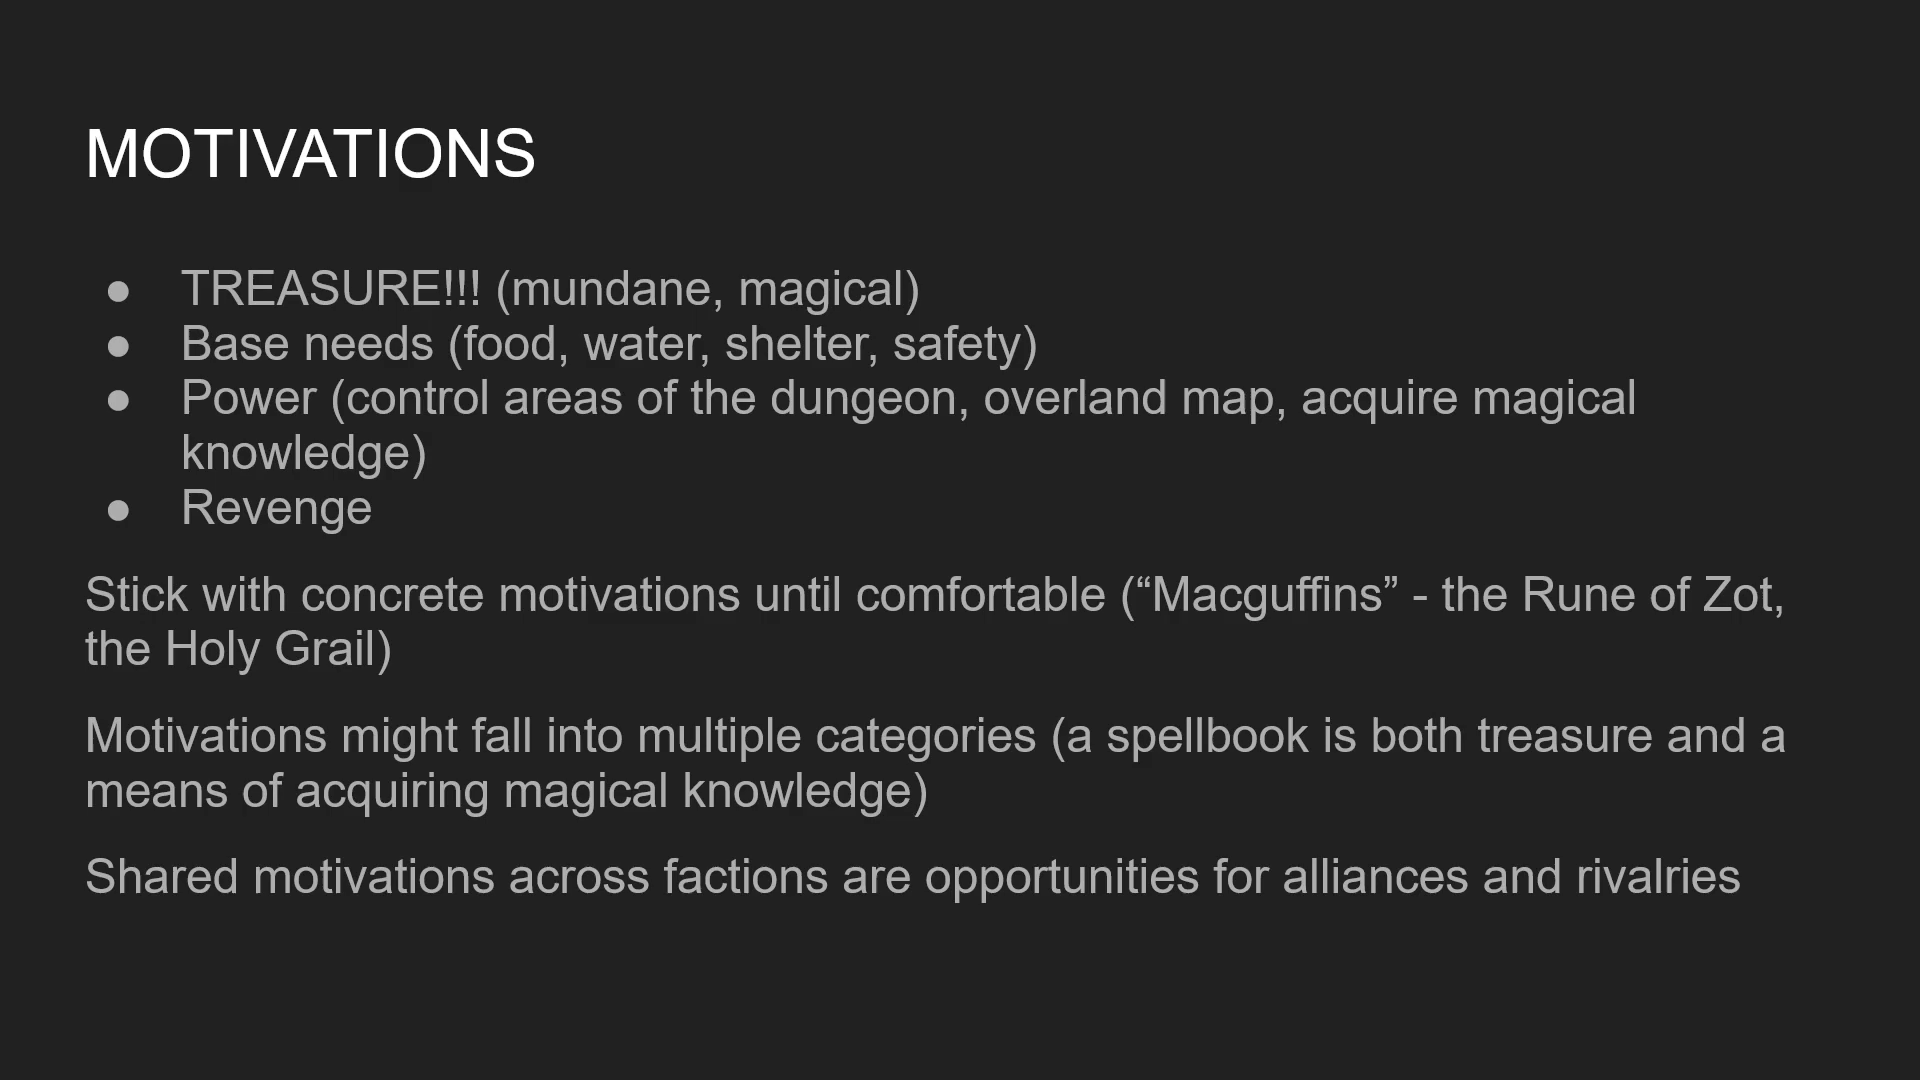 MOTIVATIONS
● TREASURE!!! (mundane, magical)
● Base needs (food, water, shelter, safety)
● Power (control areas of the dungeon, overland map, acquire magical
knowledge)
● Revenge
Stick with concrete motivations until comfortable (“Macguffins” - the Rune of Zot,
the Holy Grail)
Motivations might fall into multiple categories (a spellbook is both treasure and a
means of acquiring magical knowledge)
Shared motivations across factions are opportunities for alliances and rivalries